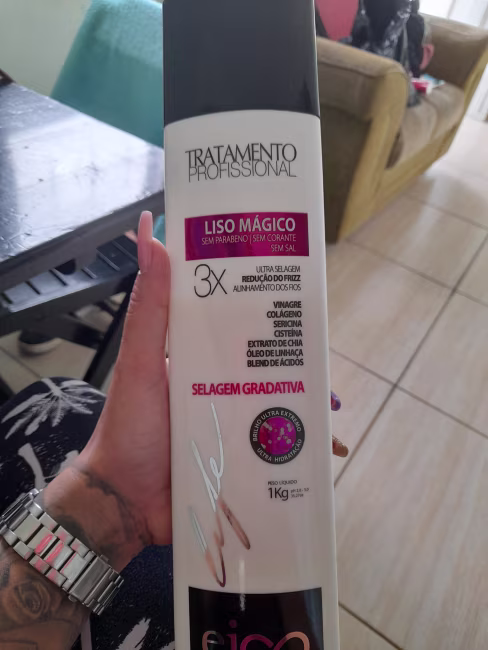 TRATAMENTO
PROFISSIONAL
LISO MÁGICO
SEM PARABENO | SEM CORANTE
SEM SAL
3X
ULTRA SELAGEM
REDUÇÃO DO FRIZZ
ALINHAMENTO DOS FIOS
VINAGRE
COLÁGENO
SERICINA
CISTEÍNA
EXTRATO DE CHIA
ÓLEO DE LINHAÇA
BLEND DE ÁCIDOS
SELAGEM GRADATIVA
BRILHO ULTRA EXTREMO
ULTRA HIDRATAÇÃO
Life
PESO LÍQUIDO
1Kg
eico